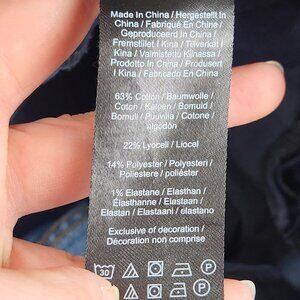 Made In China / Hergestellt In
China / Fabriqué En Chine /
Geproduceerd In China /
Fremstillet I Kina / Tillverkat I
Kina / Valmistettu Kiinassa /
Prodotto In China / Produsert
I Kina / Fabricado En China
63% Cotton / Baumwolle /
Coton / Katoen / Bomuld /
Bomull / Puuvilla / Cotone /
algodón
22% Lyocell / Liocel
14% Polyester / Polyesteri /
Poliestere / poliéster
1% Elastane / Elasthan /
Élasthanne / Elastaan /
Elastan / Elastaani / elastano
Exclusive of decoration /
Décoration non comprise
30 P
P